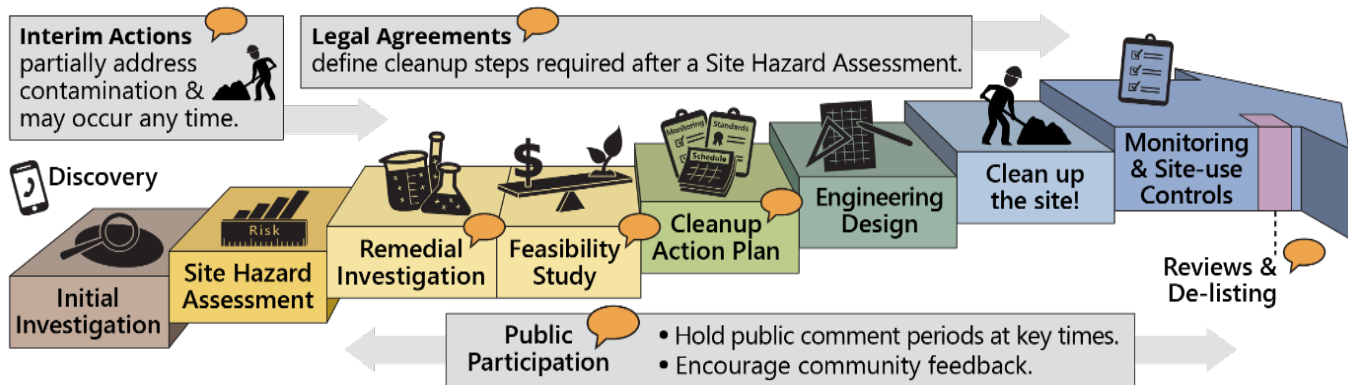 Interim Actions
partially address
contamination &
may occur any time.
Legal Agreements
define cleanup steps required after a Site Hazard Assessment.
Discovery
Initial
Investigation
Risk
Site Hazard
Assessment
Remedial
Investigation
$
Feasibility
Study
Monitoring
Standards
Schedule
Cleanup
Action Plan
Engineering
Design
Clean up
the site!
Monitoring
& Site-use
Controls
Reviews &
De-listing
Public
Participation
• Hold public comment periods at key times.
• Encourage community feedback.